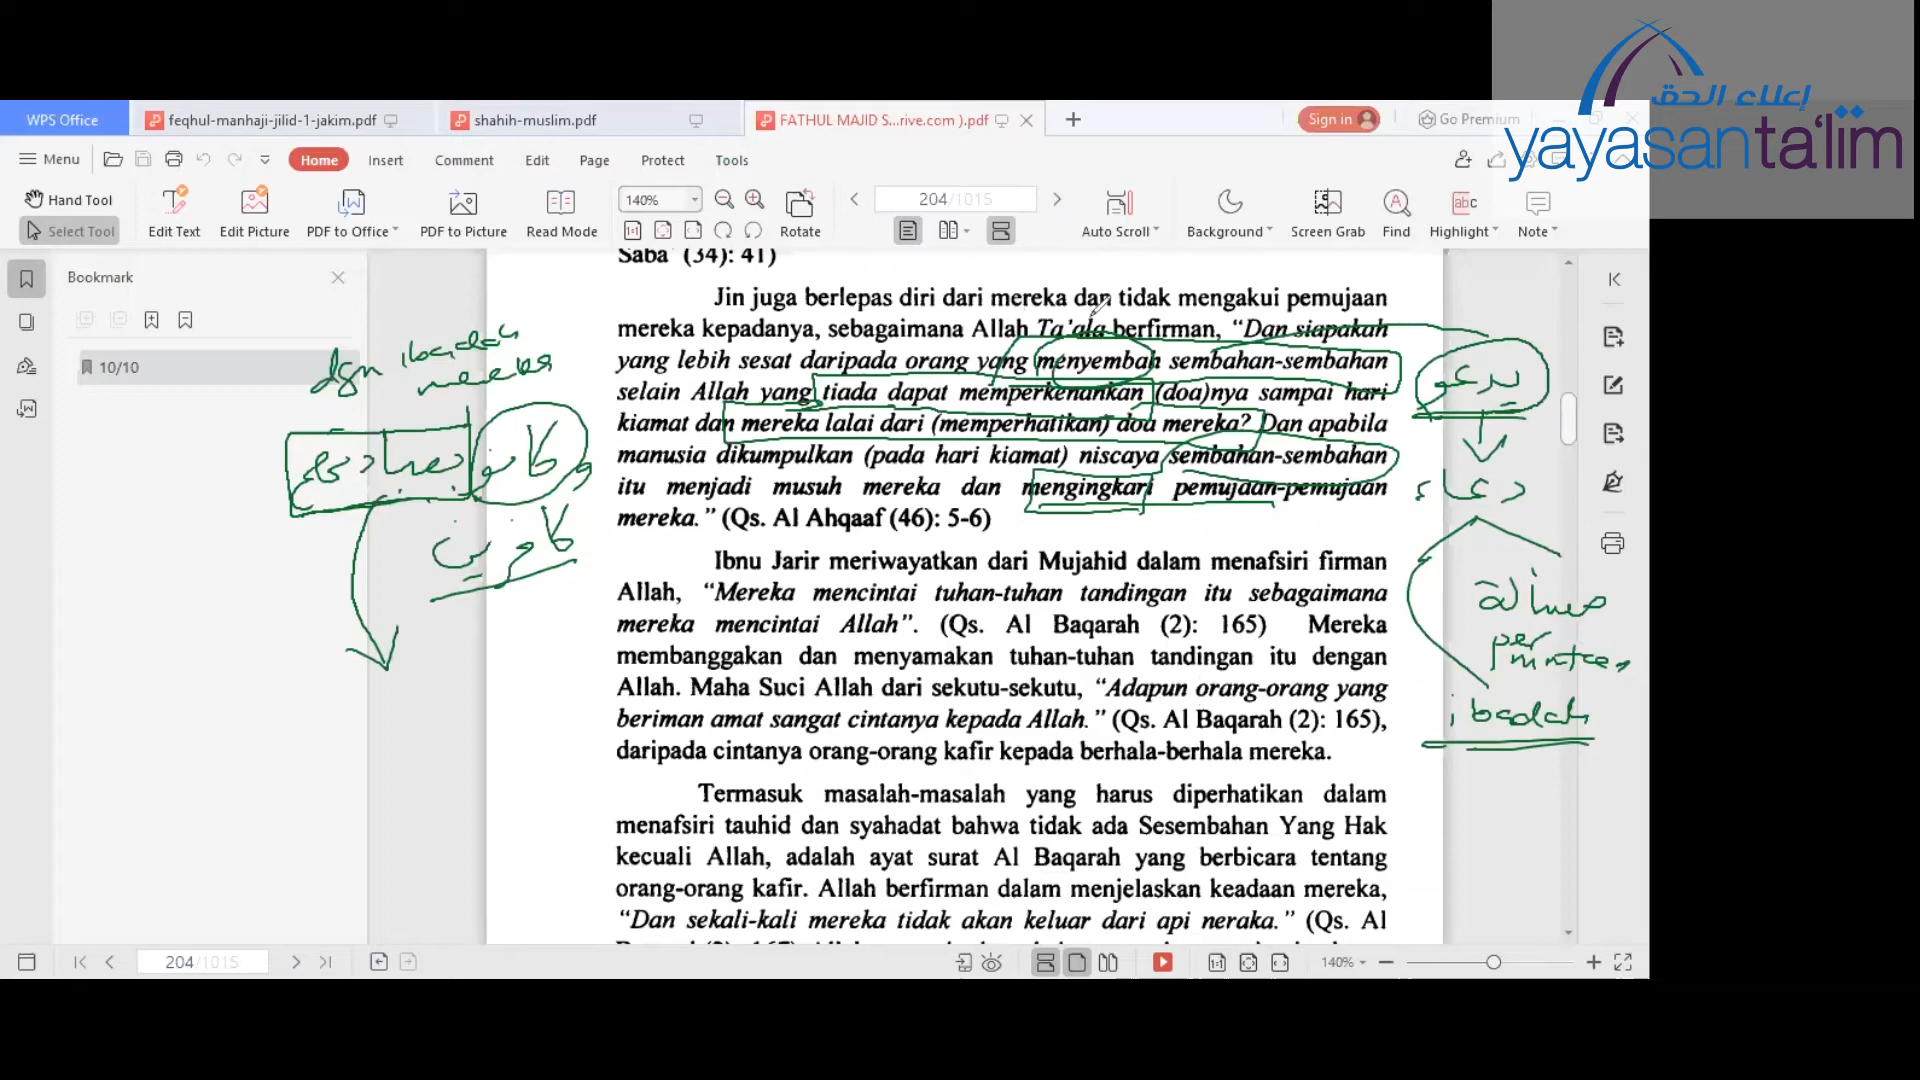 إعلاء الحق
yayasanta'lim
WPS Office
feqhul-manhaji-jilid-1-jakim.pdf
shahih-muslim.pdf
FATHUL MAJID S...rive.com ).pdf
Sign in
Go Premium
Menu
Home
Insert
Comment
Edit
Page
Protect
Tools
Hand Tool
Select Tool
Edit Text
Edit Picture
PDF to Office
PDF to Picture
Read Mode
140%
Rotate
204/1015
Auto Scroll
Background
Screen Grab
Find
Highlight
Note
Bookmark
10/10
Saba' (34): 41)
Jin juga berlepas diri dari mereka dan tidak mengakui pemujaan
mereka kepadanya, sebagaimana Allah Ta'ala berfirman, "Dan siapakah
yang lebih sesat daripada orang yang menyembah sembahan-sembahan
selain Allah yang tiada dapat memperkenankan (doa)nya sampai hari
kiamat dan mereka lalai dari (memperhatikan) doa mereka? Dan apabila
manusia dikumpulkan (pada hari kiamat) niscaya sembahan-sembahan
itu menjadi musuh mereka dan mengingkari pemujaan-pemujaan
mereka." (Qs. Al Ahqaaf (46): 5-6)
Ibnu Jarir meriwayatkan dari Mujahid dalam menafsiri firman
Allah, "Mereka mencintai tuhan-tuhan tandingan itu sebagaimana
mereka mencintai Allah". (Qs. Al Baqarah (2): 165) Mereka
membanggakan dan menyamakan tuhan-tuhan tandingan itu dengan
Allah. Maha Suci Allah dari sekutu-sekutu, "Adapun orang-orang yang
beriman amat sangat cintanya kepada Allah." (Qs. Al Baqarah (2): 165),
daripada cintanya orang-orang kafir kepada berhala-berhala mereka.
Termasuk masalah-masalah yang harus diperhatikan dalam
menafsiri tauhid dan syahadat bahwa tidak ada Sesembahan Yang Hak
kecuali Allah, adalah ayat surat Al Baqarah yang berbicara tentang
orang-orang kafir. Allah berfirman dalam menjelaskan keadaan mereka,
"Dan sekali-kali mereka tidak akan keluar dari api neraka." (Qs. Al
dgn ibadah
mereka
يدعو
دعاء
ibadah
204/1015
140%